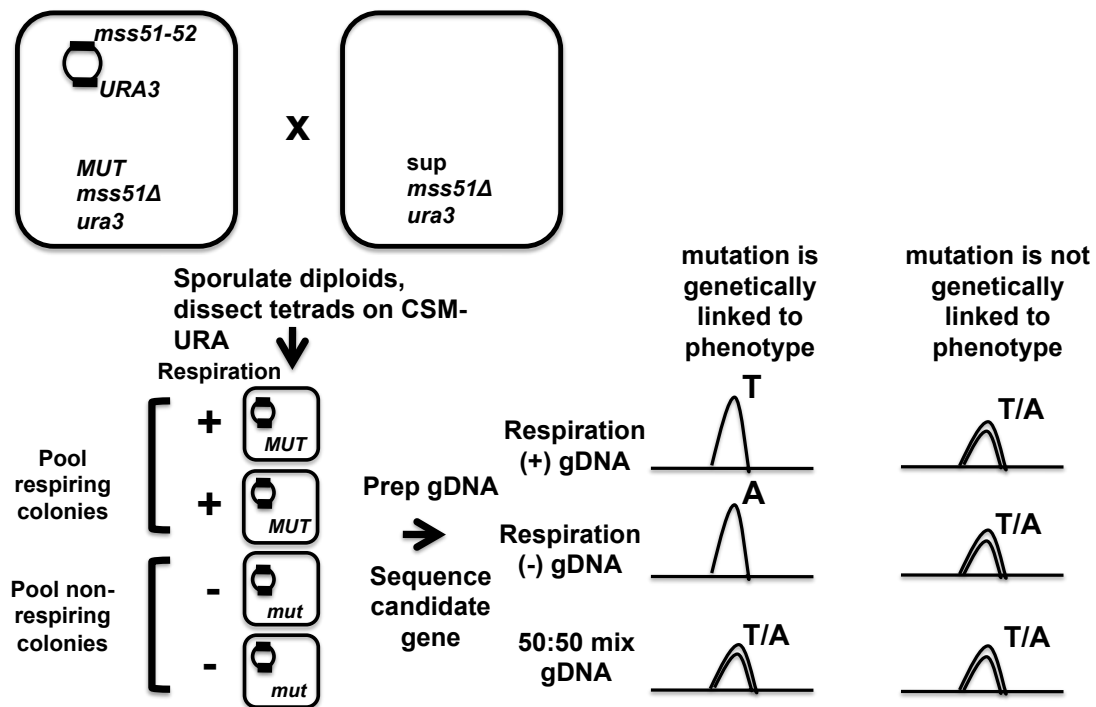 mss51-52
URA3
MUT
mss51Δ
ura3
x
sup
mss51Δ
ura3
Sporulate diploids,
dissect tetrads on CSM-
URA
Respiration
+
MUT
+
MUT
-
mut
-
mut
Pool
respiring
colonies
Pool non-
respiring
colonies
Prep gDNA
Sequence
candidate
gene
mutation is
genetically
linked to
phenotype
mutation is not
genetically
linked to
phenotype
Respiration
(+) gDNA
T
T/A
Respiration
(-) gDNA
A
T/A
50:50 mix
gDNA
T/A
T/A